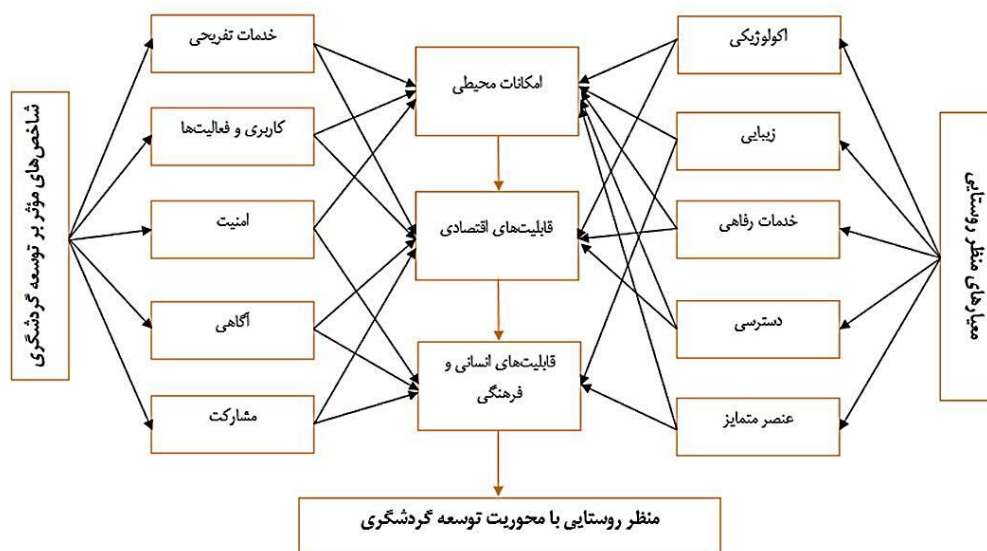 معیارهای منظر روستایی
اکولوژیکی
زیبایی
خدمات رفاهی
دسترسی
عنصر متمایز
امکانات محیطی
قابلیت‌های اقتصادی
قابلیت‌های انسانی و
فرهنگی
خدمات تفریحی
کاربری و فعالیت‌ها
امنیت
آگاهی
مشارکت
شاخص‌های مؤثر بر توسعه گردشگری
منظر روستایی با محوریت توسعه گردشگری